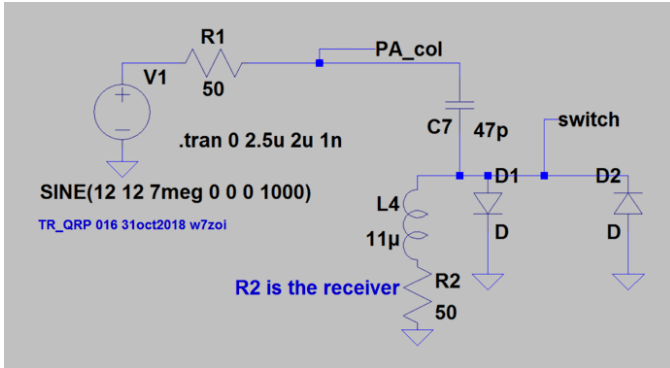 R1
PA_col
V1
50
C7
47p
switch
.tran 0 2.5u 2u 1n
D1
D2
SINE(12 12 7meg 0 0 0 1000)
L4
TR_QRP 016 31oct2018 w7zoi
11µ
D
D
R2 is the receiver
R2
50